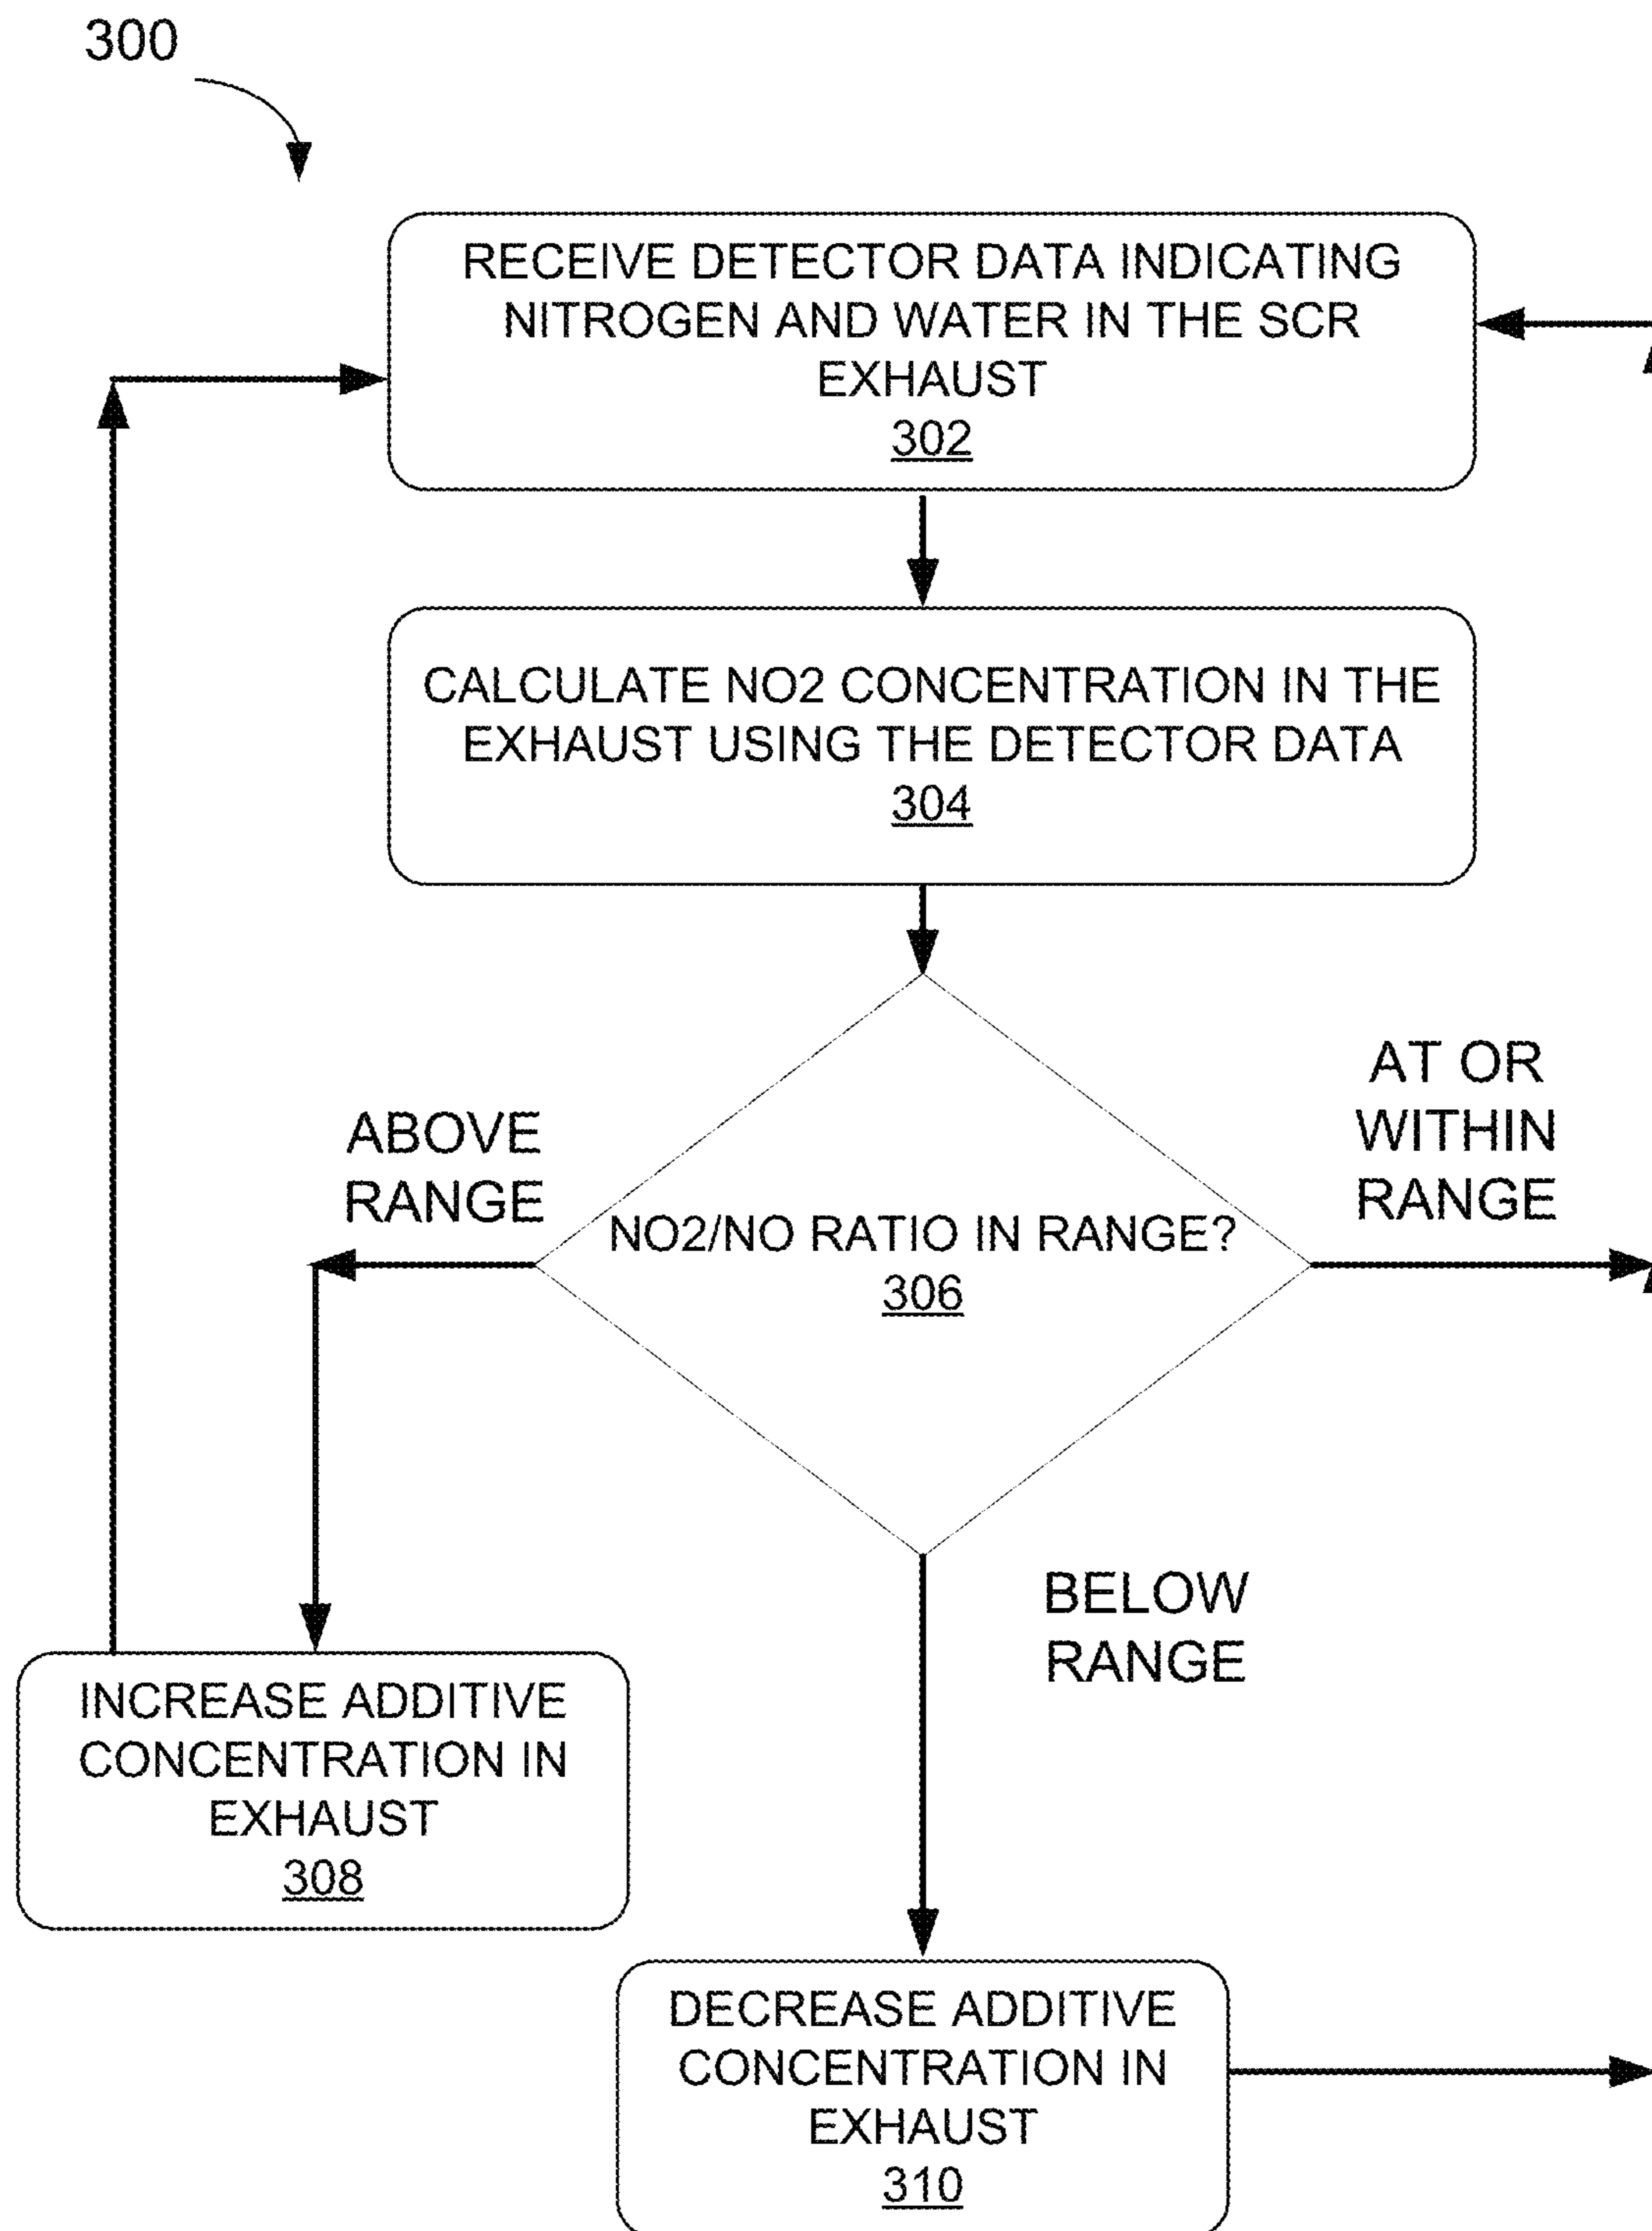 300
RECEIVE DETECTOR DATA INDICATING
NITROGEN AND WATER IN THE SCR
EXHAUST
302
CALCULATE NO2 CONCENTRATION IN THE
EXHAUST USING THE DETECTOR DATA
304
AT OR
WITHIN
RANGE
ABOVE
RANGE
NO2/NO RATIO IN RANGE?
306
BELOW
RANGE
INCREASE ADDITIVE
CONCENTRATION IN
EXHAUST
308
DECREASE ADDITIVE
CONCENTRATION IN
EXHAUST
310